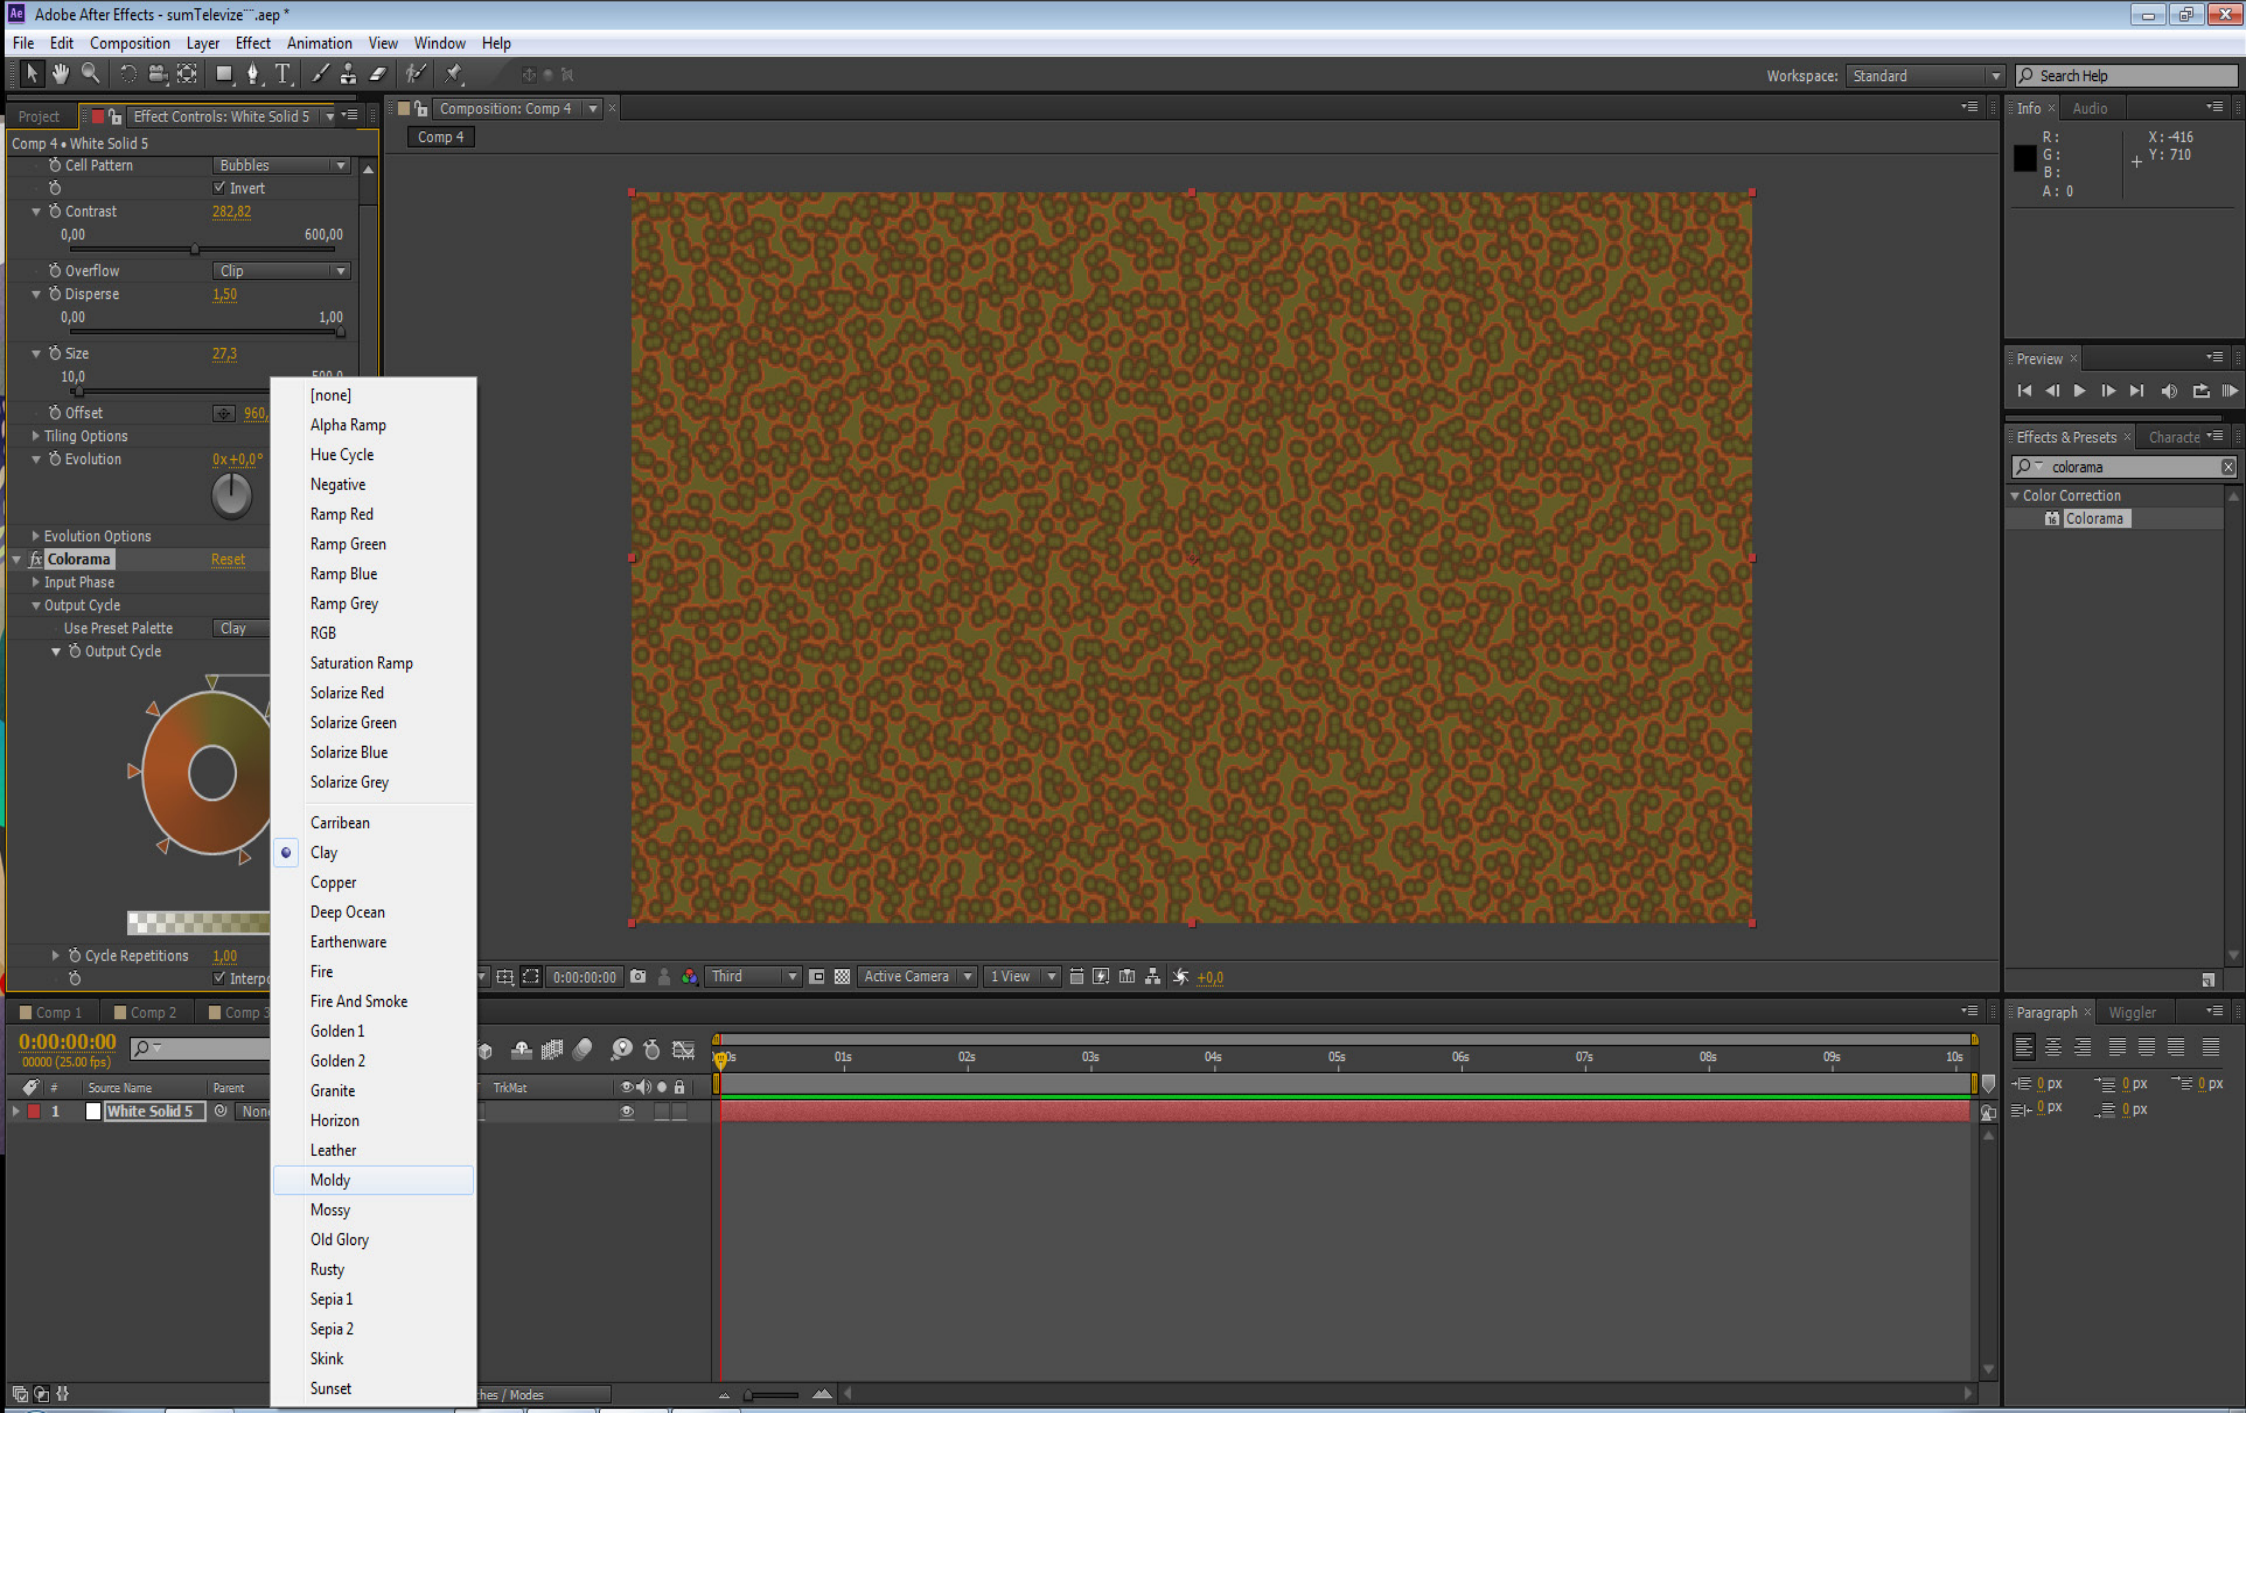 Ae Adobe After Effects - sumTelevize¨¨.aep *
File Edit Composition Layer Effect Animation View Window Help
Workspace: Standard Search Help
Project Effect Controls: White Solid 5
Composition: Comp 4
Info Audio
Comp 4 • White Solid 5
Comp 4
R:
G:
B:
A: 0
X: -416
Y: 710
Cell Pattern Bubbles
Invert
Contrast 282,82
0,00 600,00
Overflow Clip
Disperse 1,50
0,00 1,00
Size 27,3
10,0
Offset 960,
Tiling Options
Evolution 0x+0,0°
Evolution Options
fx Colorama Reset
Input Phase
Output Cycle
Use Preset Palette Clay
Output Cycle
Cycle Repetitions 1,00
Interpo
[none]
Alpha Ramp
Hue Cycle
Negative
Ramp Red
Ramp Green
Ramp Blue
Ramp Grey
RGB
Saturation Ramp
Solarize Red
Solarize Green
Solarize Blue
Solarize Grey
Carribean
Clay
Copper
Deep Ocean
Earthenware
Fire
Fire And Smoke
Golden 1
Golden 2
Granite
Horizon
Leather
Moldy
Mossy
Old Glory
Rusty
Sepia 1
Sepia 2
Skink
Sunset
Preview
Effects & Presets Characte
colorama
Color Correction
16 Colorama
0:00:00:00 Third Active Camera 1 View +0,0
Comp 1 Comp 2 Comp 3
0:00:00:00
00000 (25.00 fps)
# Source Name Parent
TrkMat
1 White Solid 5 Non
01s 02s 03s 04s 05s 06s 07s 08s 09s 10s
ches / Modes
Paragraph Wiggler
0 px 0 px 0 px
0 px 0 px